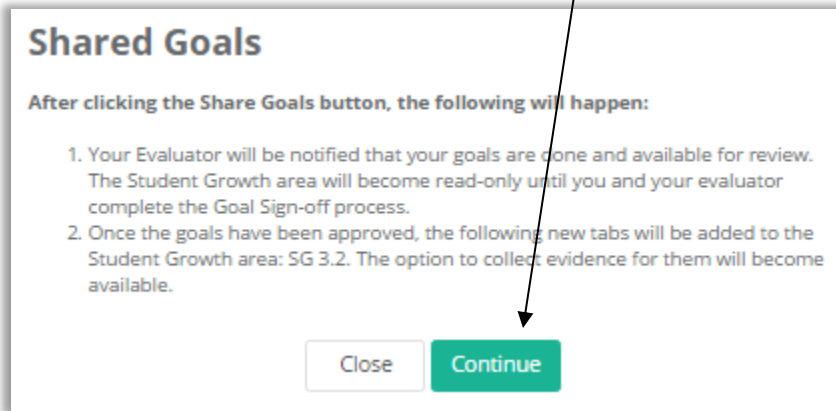 Shared Goals
After clicking the Share Goals button, the following will happen:
1. Your Evaluator will be notified that your goals are done and available for review.
The Student Growth area will become read-only until you and your evaluator
complete the Goal Sign-off process.
2. Once the goals have been approved, the following new tabs will be added to the
Student Growth area: SG 3.2. The option to collect evidence for them will become
available.
Close Continue